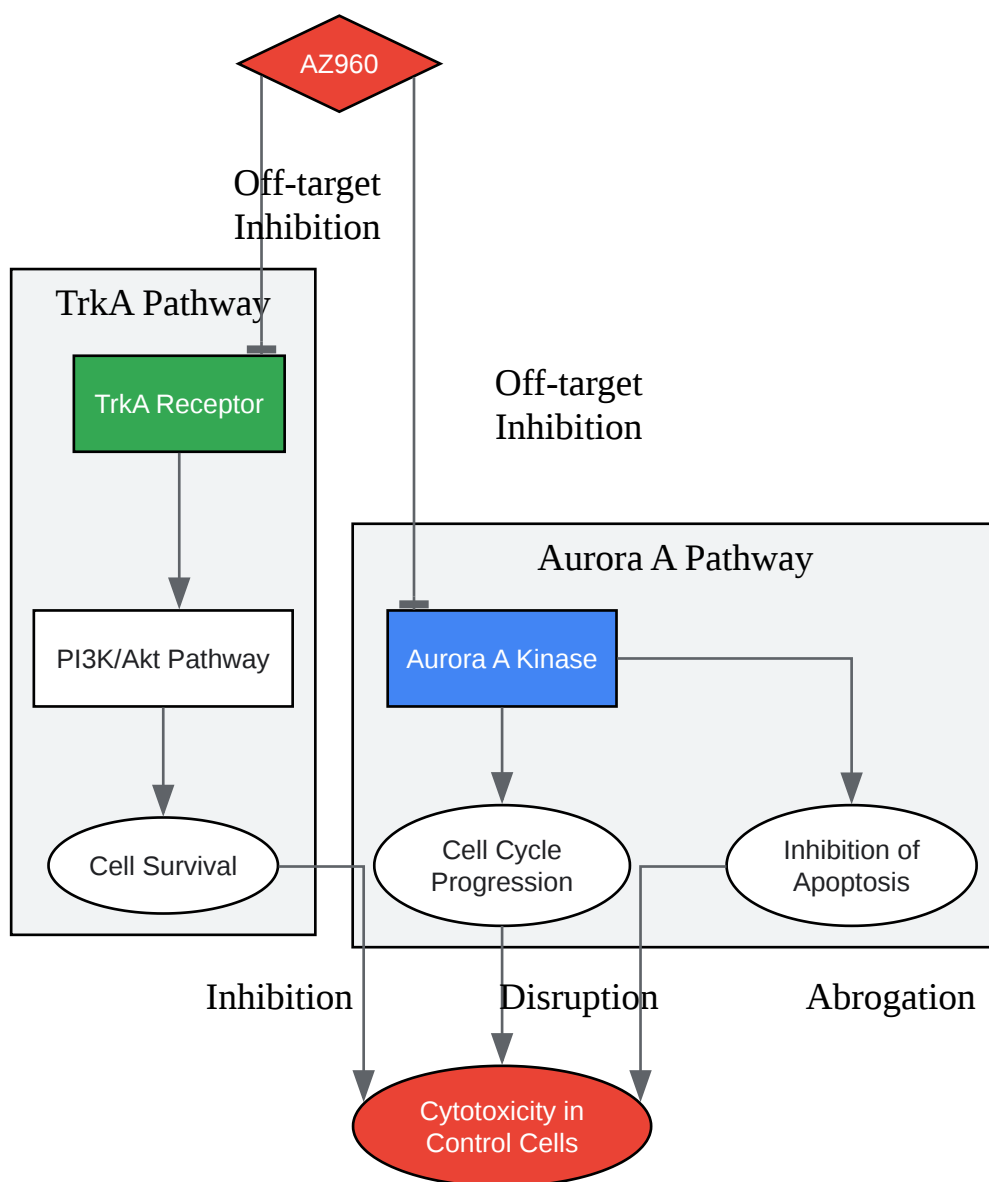 AZ960
Off-target
Inhibition
TrkA Pathway
TrkA Receptor
Off-target
Inhibition
Aurora A Pathway
PI3K/Akt Pathway
Aurora A Kinase
Cell Survival
Cell Cycle
Progression
Inhibition of
Apoptosis
Inhibition
Disruption
Abrogation
Cytotoxicity in
Control Cells